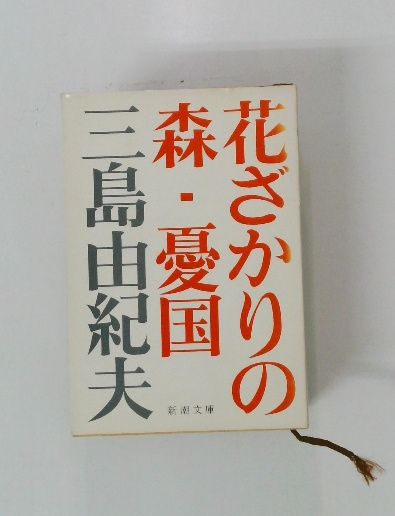 花ざかりの
森・憂国
三島由紀夫
新潮文庫